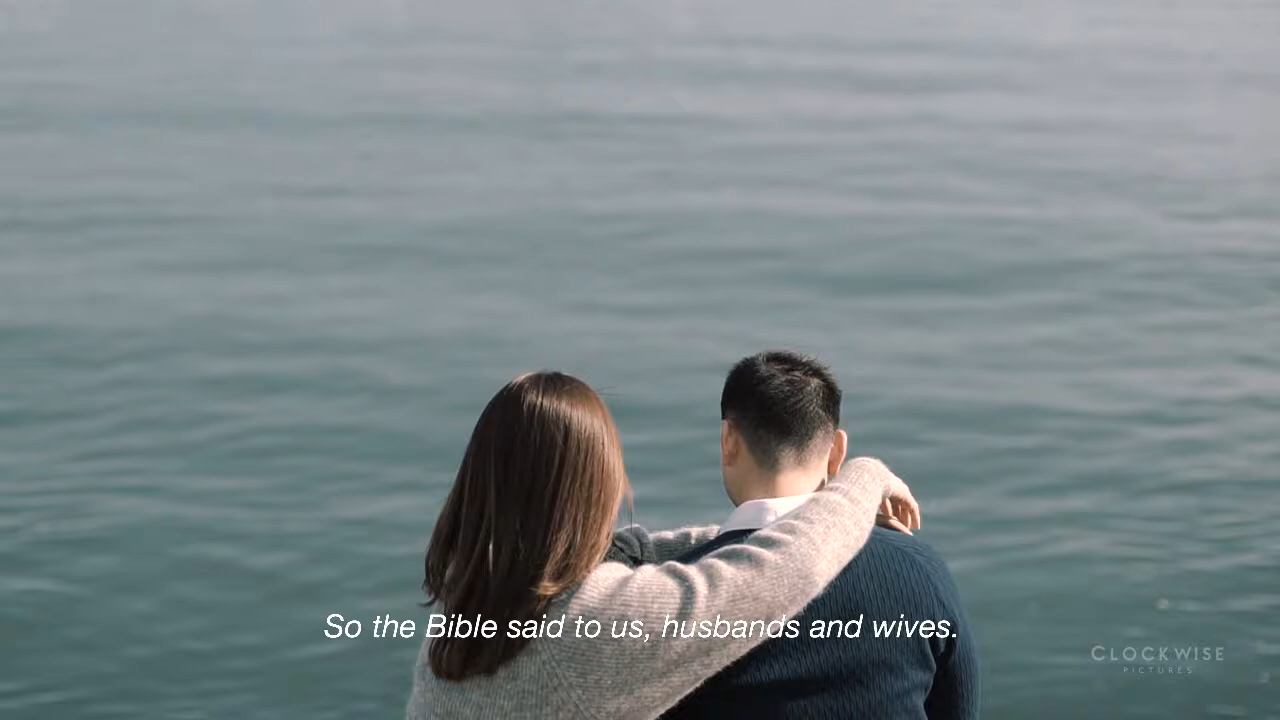 So the Bible said to us, husbands and wives.
CLOCKWISE
PICTURES